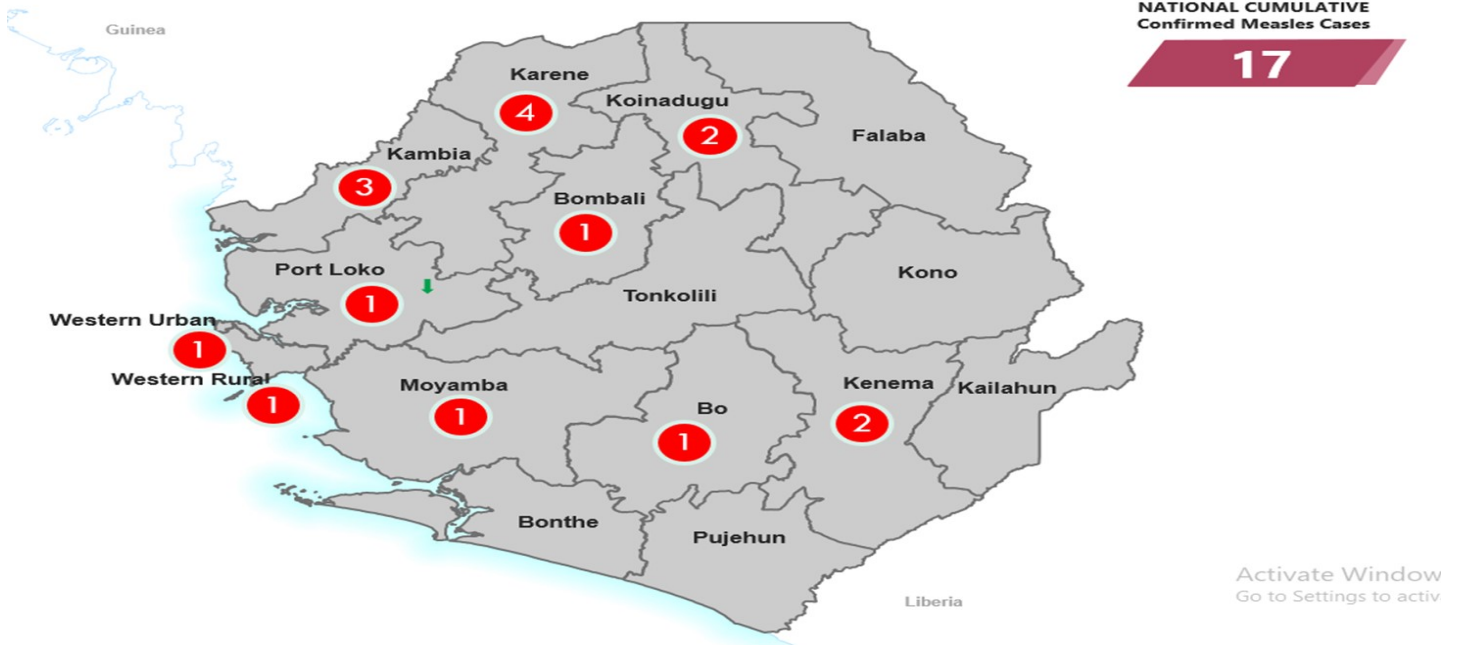 NATIONAL CUMULATIVE
Confirmed Measles Cases
17
Guinea
Karene
4
Koinadugu
2
Falaba
Kambia
3
Bombali
1
Port Loko
1
Kono
Tonkolili
Western Urban
1
Western Rural
1
Moyamba
1
Bo
1
Kenema
2
Kailahun
Bonthe
Pujehun
Liberia
Activate Window
Go to Settings to activ